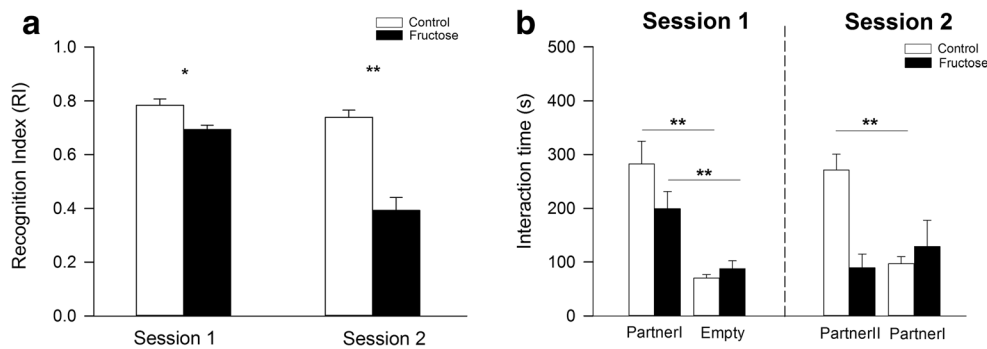 a
Control
Fructose
Recognition Index (RI)
1.0
0.8
0.6
0.4
0.2
0.0
*
**
Session 1
Session 2
b
Session 1
Session 2
Control
Fructose
Interaction time (s)
500
400
300
200
100
0
**
**
**
PartnerI
Empty
PartnerII
PartnerI